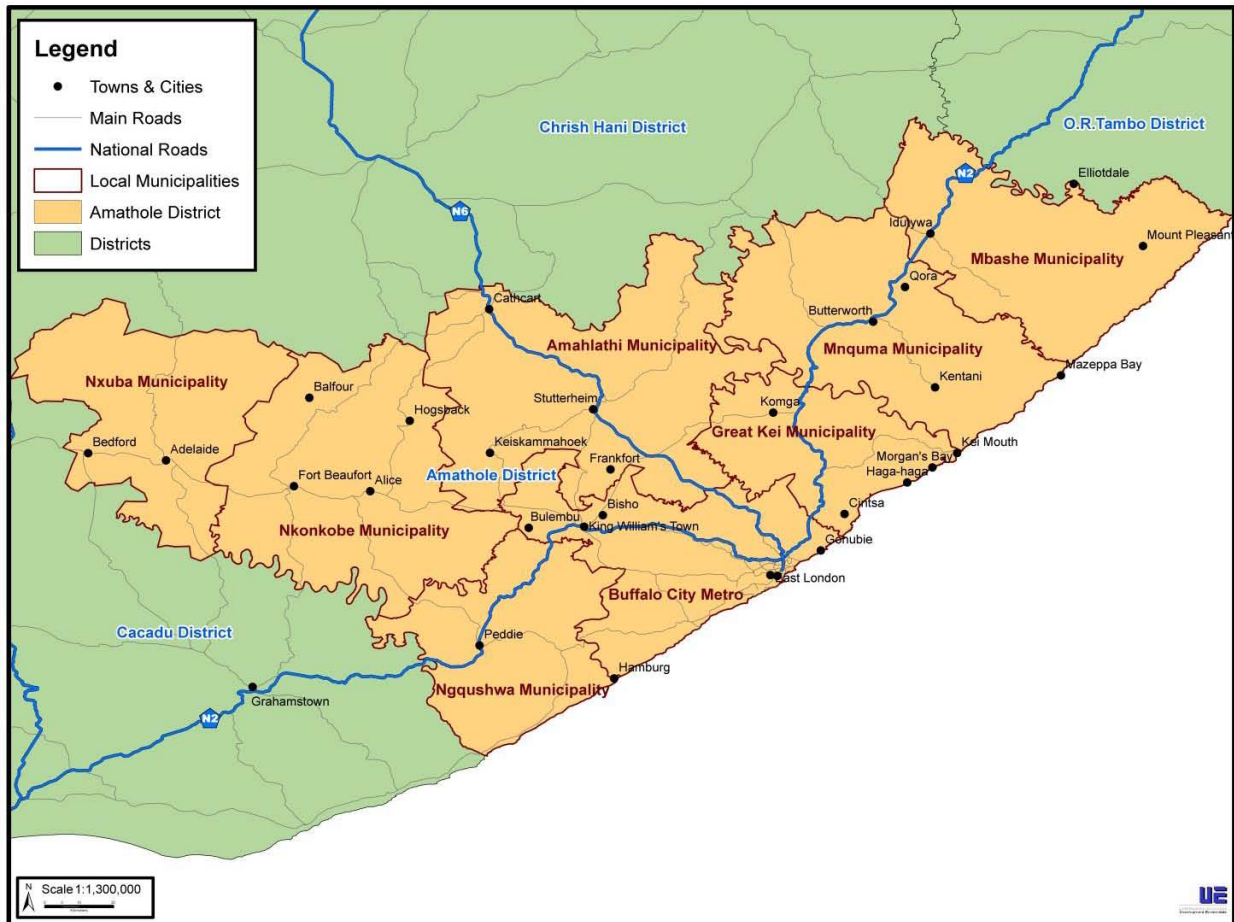 Legend
Towns & Cities
Main Roads
National Roads
Local Municipalities
Amathole District
Districts
Chrish Hani District
O.R.Tambo District
N2
N6
Elliotdale
Idutywa
Mount Pleasant
Mbashe Municipality
Qora
Cathcart
Butterworth
Amahlathi Municipality
Mnquma Municipality
Mazeppa Bay
Nxuba Municipality
Kentani
Balfour
Stutterheim
Komga
Hogsback
Great Kei Municipality
Bedford
Adelaide
Keiskammahoek
Kei Mouth
Morgan's Bay
Frankfort
Haga-haga
Amathole District
Fort Beaufort
Alice
Cintsa
Bisho
Bulembu
King William's Town
Nkonkobe Municipality
Gonubie
East London
Buffalo City Metro
Cacadu District
Peddie
Hamburg
Ngqushwa Municipality
Grahamstown
N2
N
Scale 1:1,300,000
UE